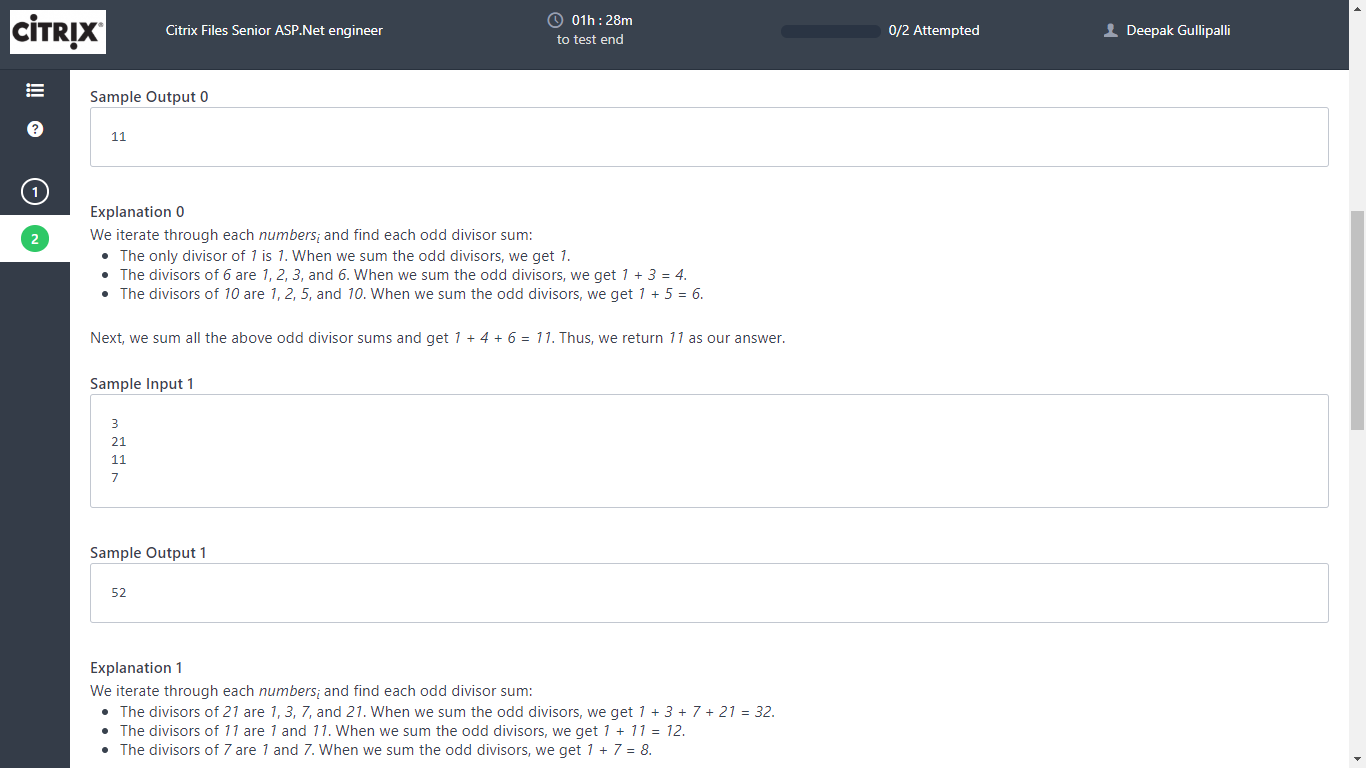 CITRIX
Citrix Files Senior ASP.Net engineer
01h : 28m
to test end
0/2 Attempted
Deepak Gullipalli
?
1
2
Sample Output 0
11
Explanation 0
We iterate through each numbersi and find each odd divisor sum:
• The only divisor of 1 is 1. When we sum the odd divisors, we get 1.
• The divisors of 6 are 1, 2, 3, and 6. When we sum the odd divisors, we get 1 + 3 = 4.
• The divisors of 10 are 1, 2, 5, and 10. When we sum the odd divisors, we get 1 + 5 = 6.
Next, we sum all the above odd divisor sums and get 1 + 4 + 6 = 11. Thus, we return 11 as our answer.
Sample Input 1
3
21
11
7
Sample Output 1
52
Explanation 1
We iterate through each numbersi and find each odd divisor sum:
• The divisors of 21 are 1, 3, 7, and 21. When we sum the odd divisors, we get 1 + 3 + 7 + 21 = 32.
• The divisors of 11 are 1 and 11. When we sum the odd divisors, we get 1 + 11 = 12.
• The divisors of 7 are 1 and 7. When we sum the odd divisors, we get 1 + 7 = 8.